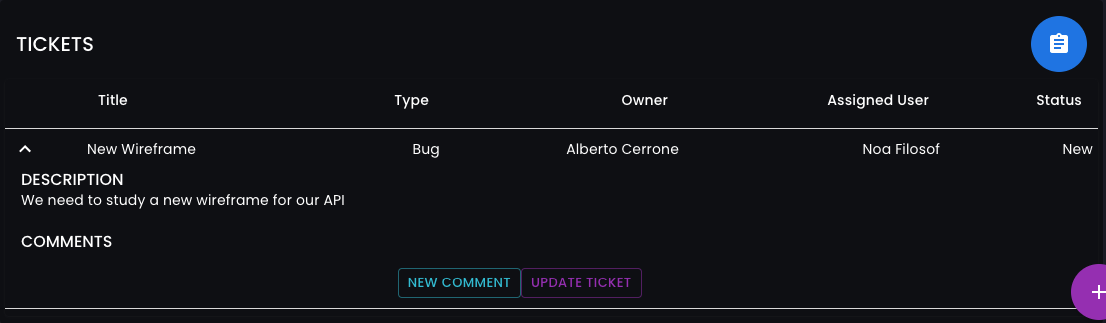 TICKETS
Title Type Owner Assigned User Status
New Wireframe Bug Alberto Cerrone Noa Filosof New
DESCRIPTION
We need to study a new wireframe for our API
COMMENTS
NEW COMMENT UPDATE TICKET